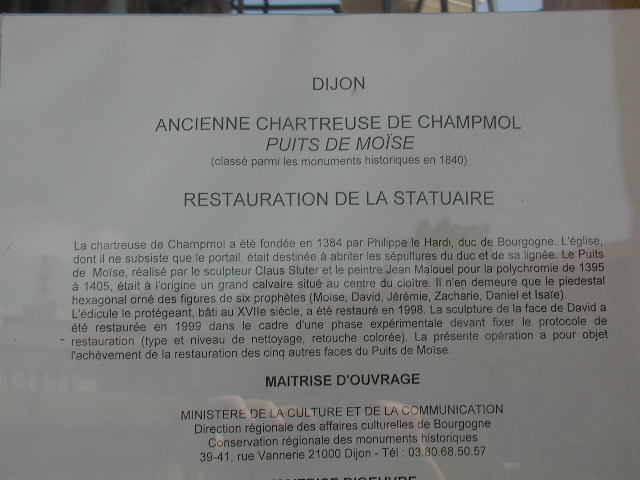 DIJON
ANCIENNE CHARTREUSE DE CHAMPMOL
PUITS DE MOÏSE
(classé parmi les monuments historiques en 1840)
RESTAURATION DE LA STATUAIRE
La chartreuse de Champmol a été fondée en 1384 par Philippe le Hardi, duc de Bourgogne. L'église,
dont il ne subsiste que le portail, était destinée à abriter les sépultures du duc et de sa lignée. Le Puits
de Moïse, réalisé par le sculpteur Claus Sluter et le peintre Jean Malouel pour la polychromie de 1395
à 1405, était à l'origine un grand calvaire situé au centre du cloître. Il n'en demeure que le piedestal
hexagonal orné des figures de six prophètes (Moïse, David, Jérémie, Zacharie, Daniel et Isaïe).
L'édicule le protégeant, bâti au XVIIe siècle, a été restauré en 1998. La sculpture de la face de David a
été restaurée en 1999 dans le cadre d'une phase expérimentale devant fixer le protocole de
restauration (type et niveau de nettoyage, retouche colorée). La présente opération a pour objet
l'achèvement de la restauration des cinq autres faces du Puits de Moïse.
MAITRISE D'OUVRAGE
MINISTERE DE LA CULTURE ET DE LA COMMUNICATION
Direction régionale des affaires culturelles de Bourgogne
Conservation régionale des monuments historiques
39-41, rue Vannerie 21000 Dijon - Tél : 03.80.68.50.57
MAITRISE D'OEUVRE